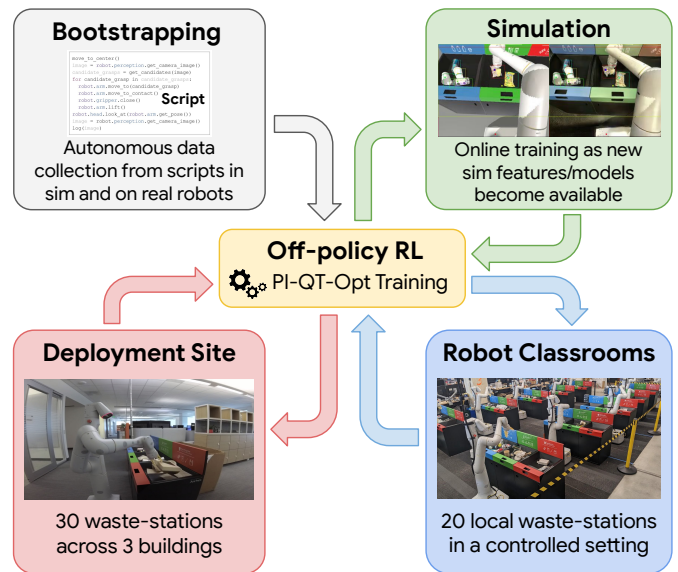 Bootstrapping
move_to_center()
image = robot.perception.get_camera_image()
candidate_grasps = get_candidates(image)
for candidate_grasp in candidate_grasps:
robot.arm.move_to(candidate_grasp)
robot.arm.move_to_contact()
robot.gripper.close()
robot.arm.lift()
robot.head.look_at(robot.arm.get_pose())
image = robot.perception.get_camera_image()
log(image)
Script
Autonomous data
collection from scripts in
sim and on real robots
Simulation
Online training as new
sim features/models
become available
Off-policy RL
PI-QT-Opt Training
Deployment Site
30 waste-stations
across 3 buildings
Robot Classrooms
20 local waste-stations
in a controlled setting